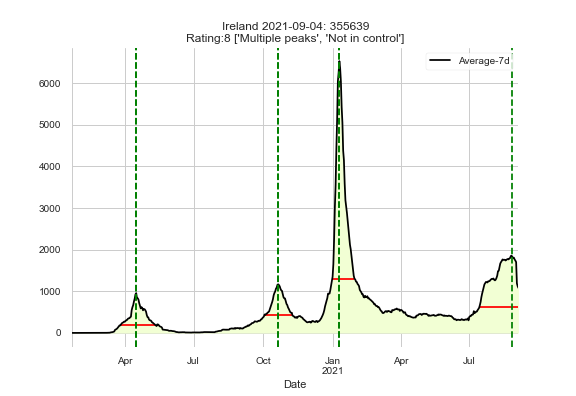 Ireland 2021-09-04: 355639
Rating:8 ['Multiple peaks', 'Not in control']
Average-7d
6000
5000
4000
3000
2000
1000
0
Apr Jul Oct Jan Apr Jul
2021
Date